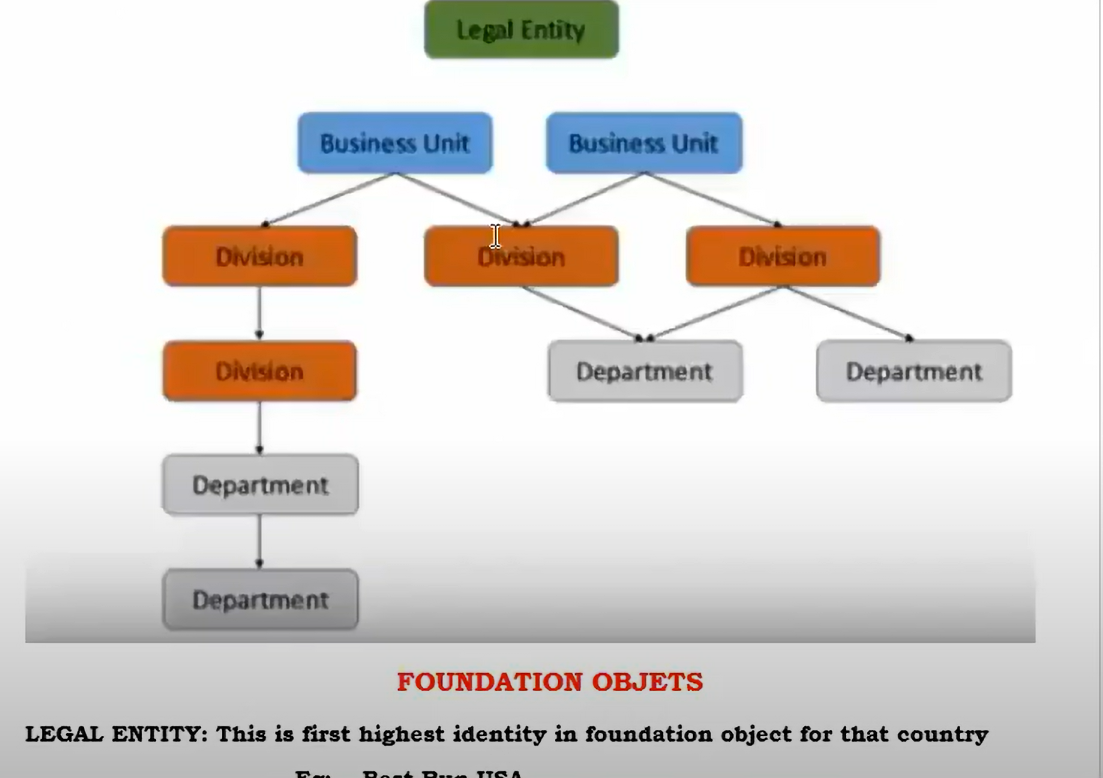 Legal Entity
Business Unit Business Unit
Division Division Division
Division Department Department
Department
Department
FOUNDATION OBJETS
LEGAL ENTITY: This is first highest identity in foundation object for that country
Eg: Best Run USA